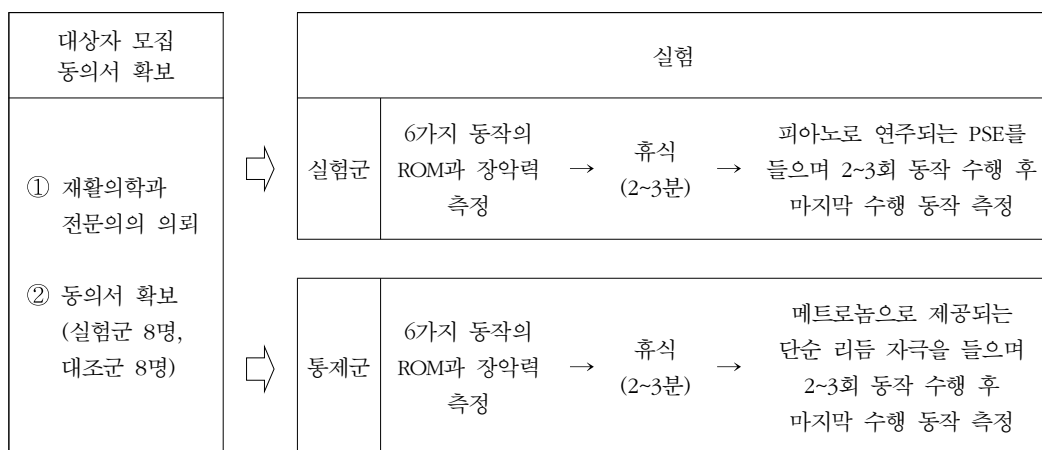 대상자 모집
동의서 확보
① 재활의학과
전문의의 의뢰
② 동의서 확보
(실험군 8명,
대조군 8명)
실험
실험군
6가지 동작의
ROM과 장악력
측정
→
휴식
(2~3분)
→
피아노로 연주되는 PSE를
들으며 2~3회 동작 수행 후
마지막 수행 동작 측정
통제군
6가지 동작의
ROM과 장악력
측정
→
휴식
(2~3분)
→
메트로놈으로 제공되는
단순 리듬 자극을 들으며
2~3회 동작 수행 후
마지막 수행 동작 측정